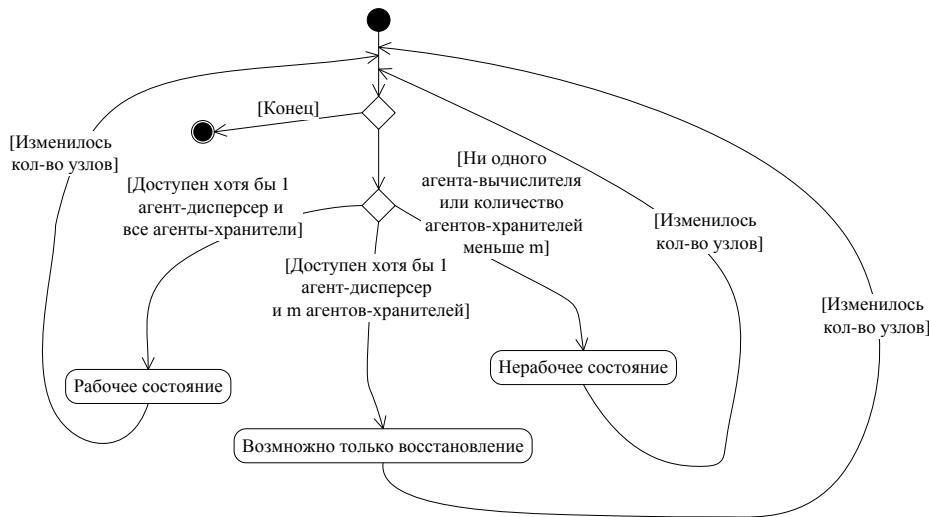 [Конец]
[Изменилось
кол-во узлов]
[Ни одного
агента-вычислителя
или количество
агентов-хранителей
меньше m]
[Доступен хотя бы 1
агент-дисперсер и
все агенты-хранители]
[Изменилось
кол-во узлов]
[Доступен хотя бы 1
агент-дисперсер
и m агентов-хранителей]
[Изменилось
кол-во узлов]
Нерабочее состояние
Рабочее состояние
Возмножно только восстановление